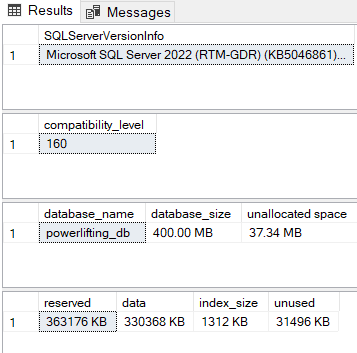 Results Messages
SQLServerVersionInfo
1 Microsoft SQL Server 2022 (RTM-GDR) (KB5046861)...
compatibility_level
1 160
database_name database_size unallocated space
1 powerlifting_db 400.00 MB 37.34 MB
reserved data index_size unused
1 363176 KB 330368 KB 1312 KB 31496 KB